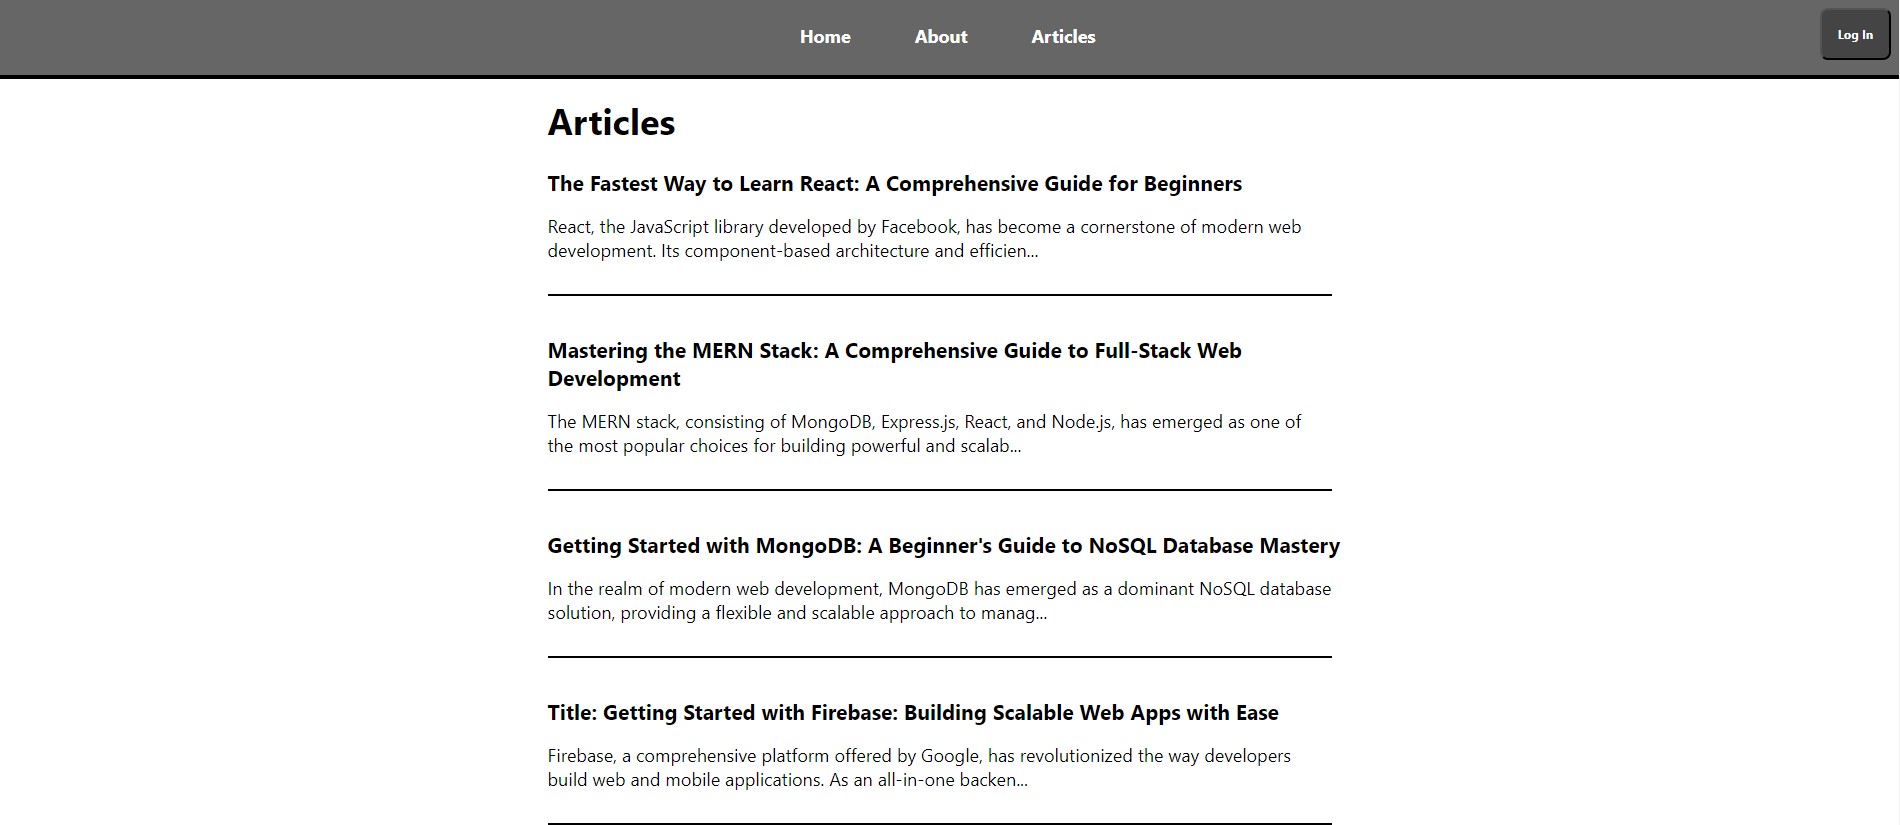 Home About Articles Log In
Articles
The Fastest Way to Learn React: A Comprehensive Guide for Beginners
React, the JavaScript library developed by Facebook, has become a cornerstone of modern web
development. Its component-based architecture and efficien...
Mastering the MERN Stack: A Comprehensive Guide to Full-Stack Web
Development
The MERN stack, consisting of MongoDB, Express.js, React, and Node.js, has emerged as one of
the most popular choices for building powerful and scalab...
Getting Started with MongoDB: A Beginner's Guide to NoSQL Database Mastery
In the realm of modern web development, MongoDB has emerged as a dominant NoSQL database
solution, providing a flexible and scalable approach to manag...
Title: Getting Started with Firebase: Building Scalable Web Apps with Ease
Firebase, a comprehensive platform offered by Google, has revolutionized the way developers
build web and mobile applications. As an all-in-one backen...